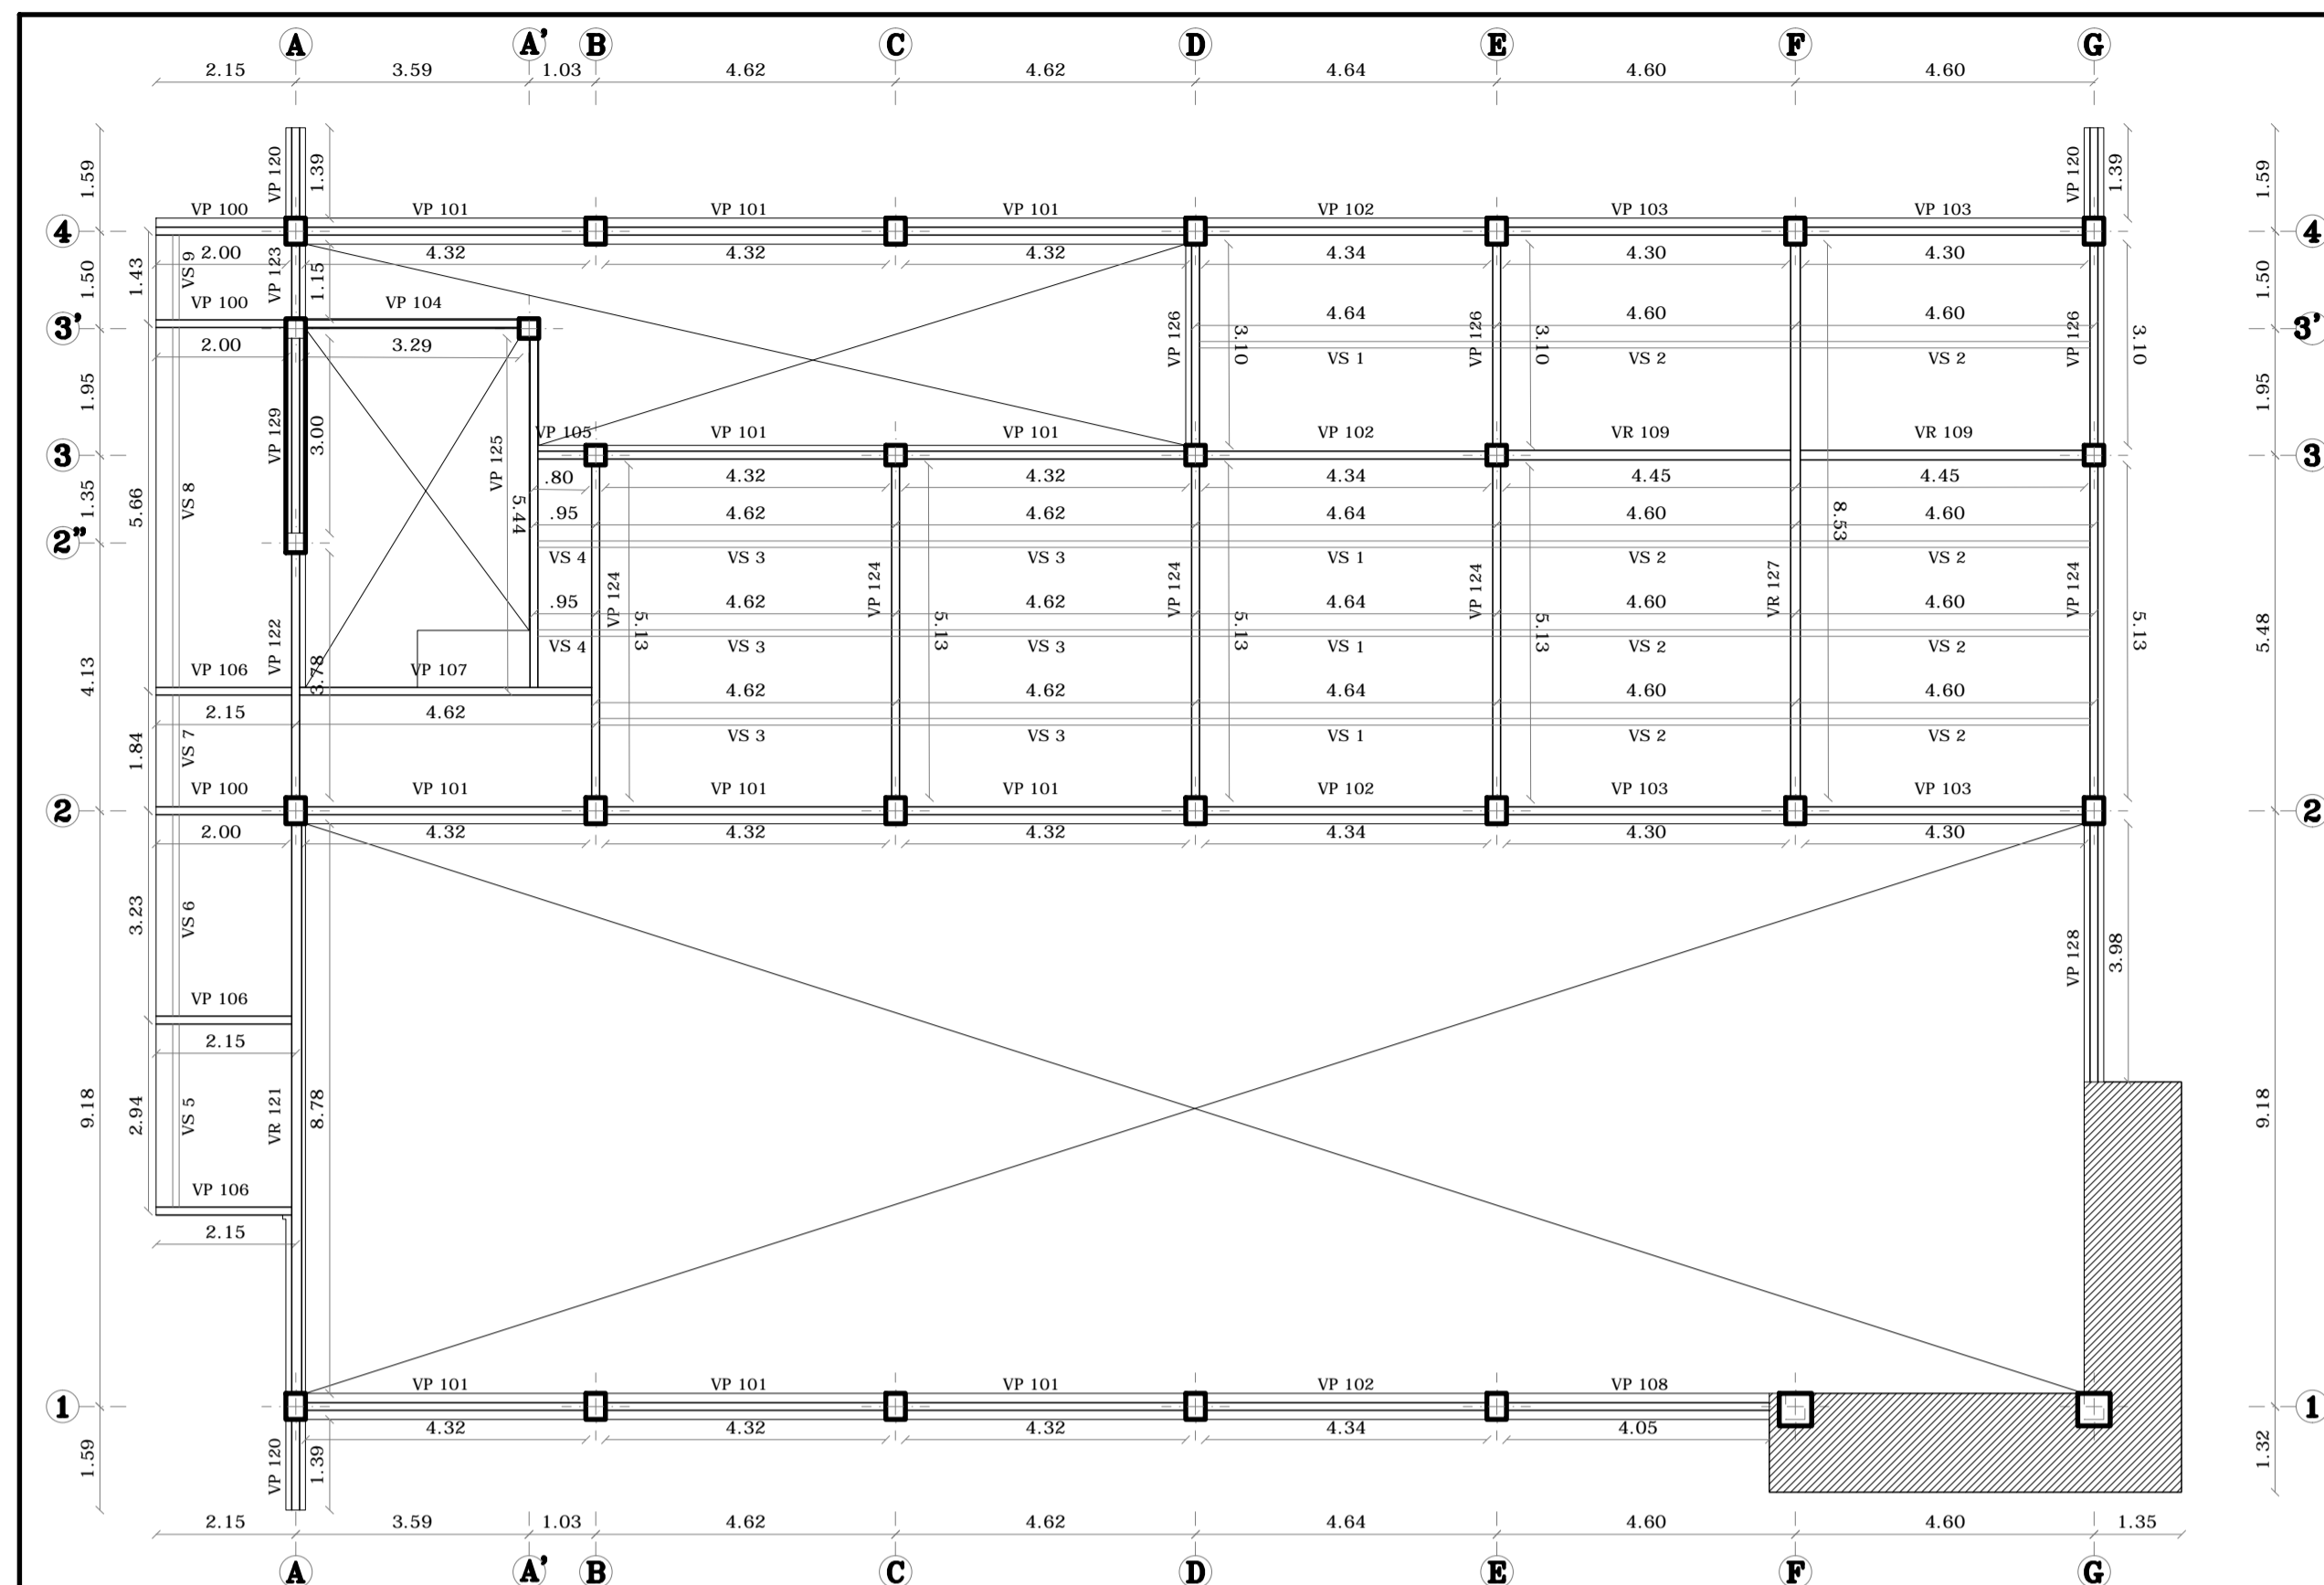 A A' B C D E F G
2.15 3.59 1.03 4.62 4.62 4.64 4.60 4.60
1.59 VP 120 1.39 VP 120 1.39 1.59
VP 100 VP 101 VP 101 VP 101 VP 102 VP 103 VP 103
4 4
2.00 4.32 4.32 4.32 4.34 4.30 4.30
1.50 1.43 VS 9 VP 123 1.15 1.50
VP 100 VP 104
4.64 4.60 4.60
3' 3'
2.00 3.29
VP 126 3.10 VP 126 3.10 VP 126 3.10
VS 1 VS 2 VS 2
1.95 VP 129 3.00 VP 125 1.95
VP 105 VP 101 VP 101 VP 102 VR 109 VR 109
3 3
.80 4.32 4.32 4.34 4.45 4.45
1.35 5.66 VS 8 5.44 8.53
.95 4.62 4.62 4.64 4.60 4.60
2"
VS 4 VS 3 VS 3 VS 1 VS 2 VS 2
VP 124 VP 124 VP 124 VP 124 VR 127 VP 124
.95 4.62 4.62 4.64 4.60 4.60
5.13 5.13 5.13 5.13 5.13
VS 4 VS 3 VS 3 VS 1 VS 2 VS 2
4.13 VP 122 3.78 5.48
VP 106 VP 107
4.62 4.62 4.64 4.60 4.60
2.15 4.62
1.84 VS 7
VS 3 VS 3 VS 1 VS 2 VS 2
VP 100 VP 101 VP 101 VP 101 VP 102 VP 103 VP 103
2 2
2.00 4.32 4.32 4.32 4.34 4.30 4.30
3.23 VS 6 VP 128 3.98
VP 106
2.15
9.18 2.94 VS 5 VR 121 8.78 9.18
VP 106
2.15
VP 101 VP 101 VP 101 VP 102 VP 108
1 1
4.32 4.32 4.32 4.34 4.05
1.59 VP 120 1.39 1.32
2.15 3.59 1.03 4.62 4.62 4.64 4.60 4.60 1.35
A A' B C D E F G